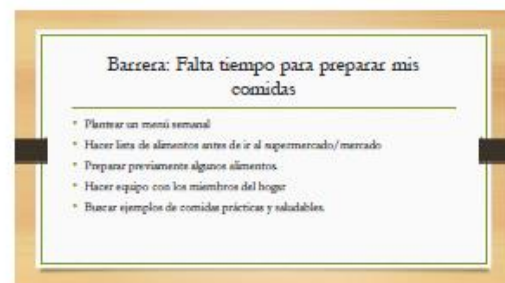 Barrera: Falta tiempo para preparar mis
comidas
• Plantear un menú semanal
• Hacer lista de alimentos antes de ir al supermercado/mercado
• Preparar previamente algunos alimentos.
• Hacer equipo con los miembros del hogar
• Buscar ejemplos de comidas prácticas y saludables.